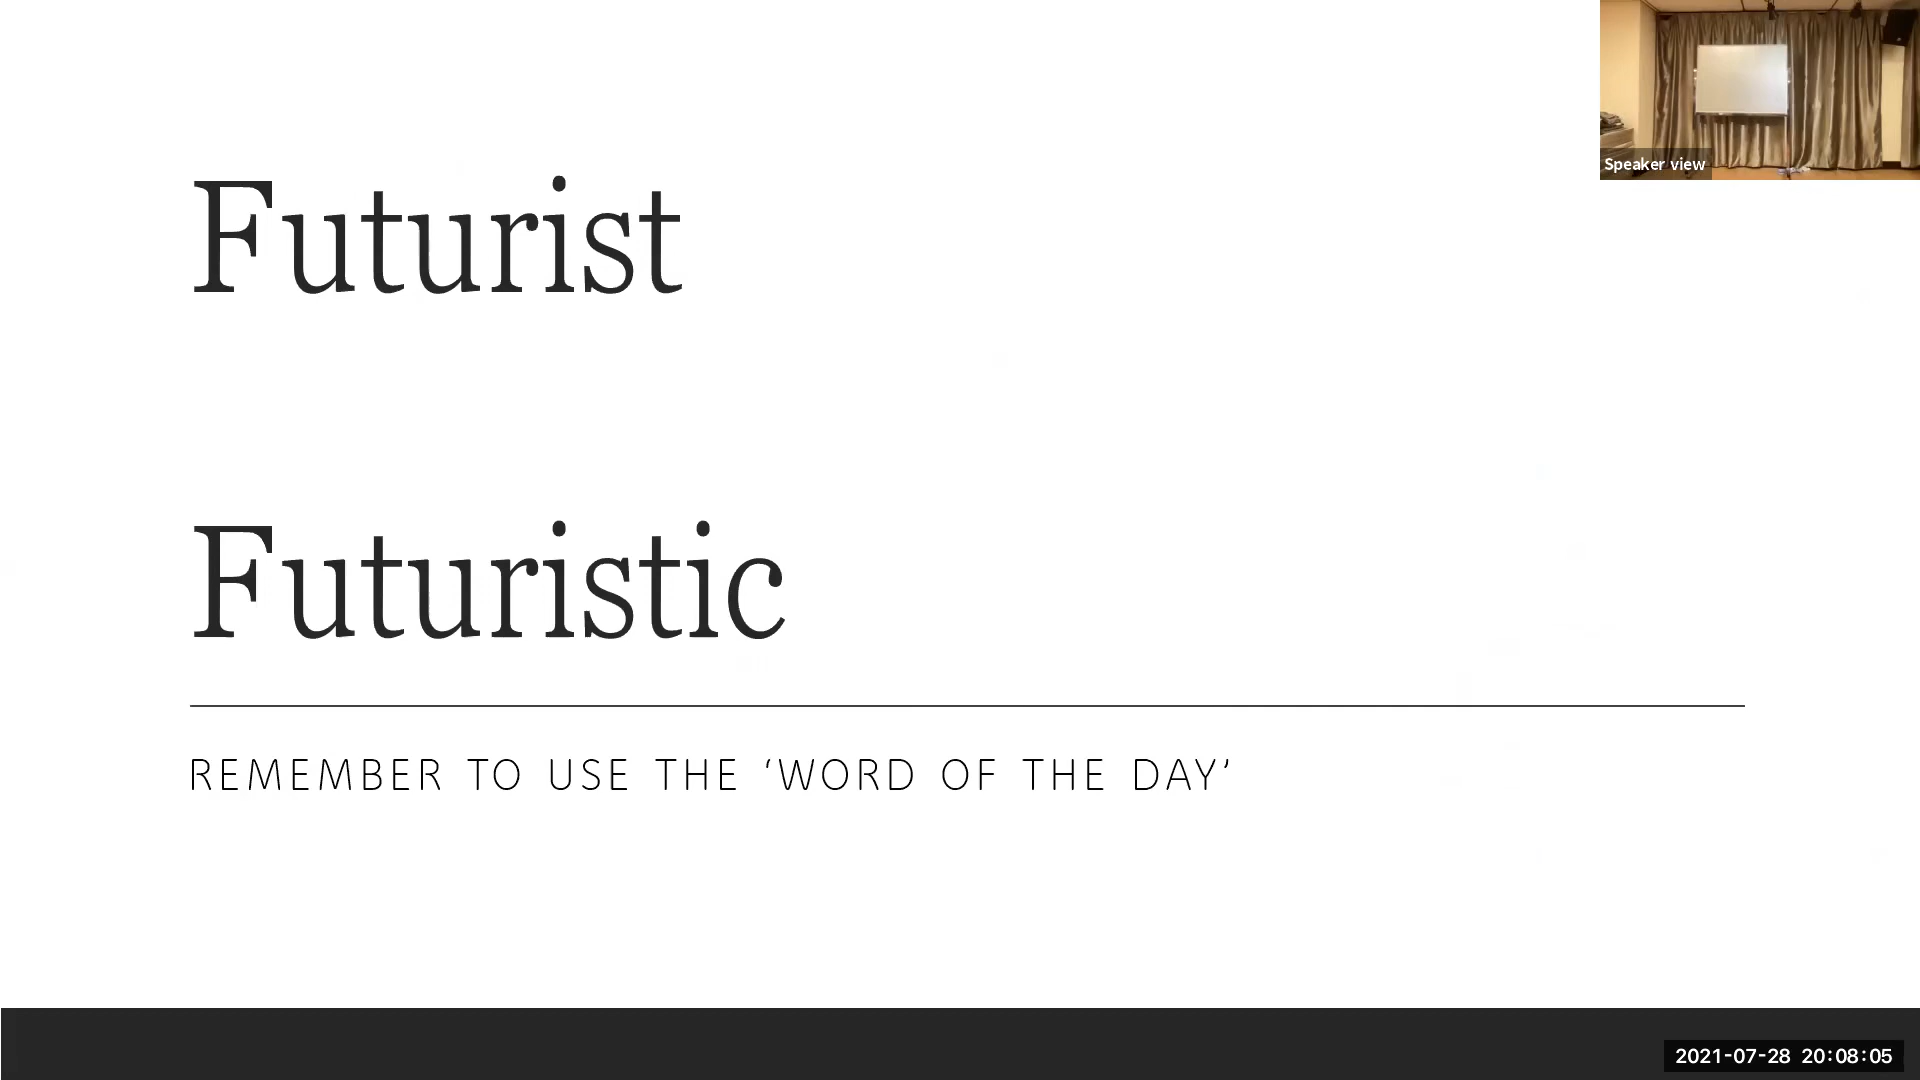 Speaker view
Futurist
Futuristic
REMEMBER TO USE THE ‘WORD OF THE DAY’
2021-07-28 20:08:05